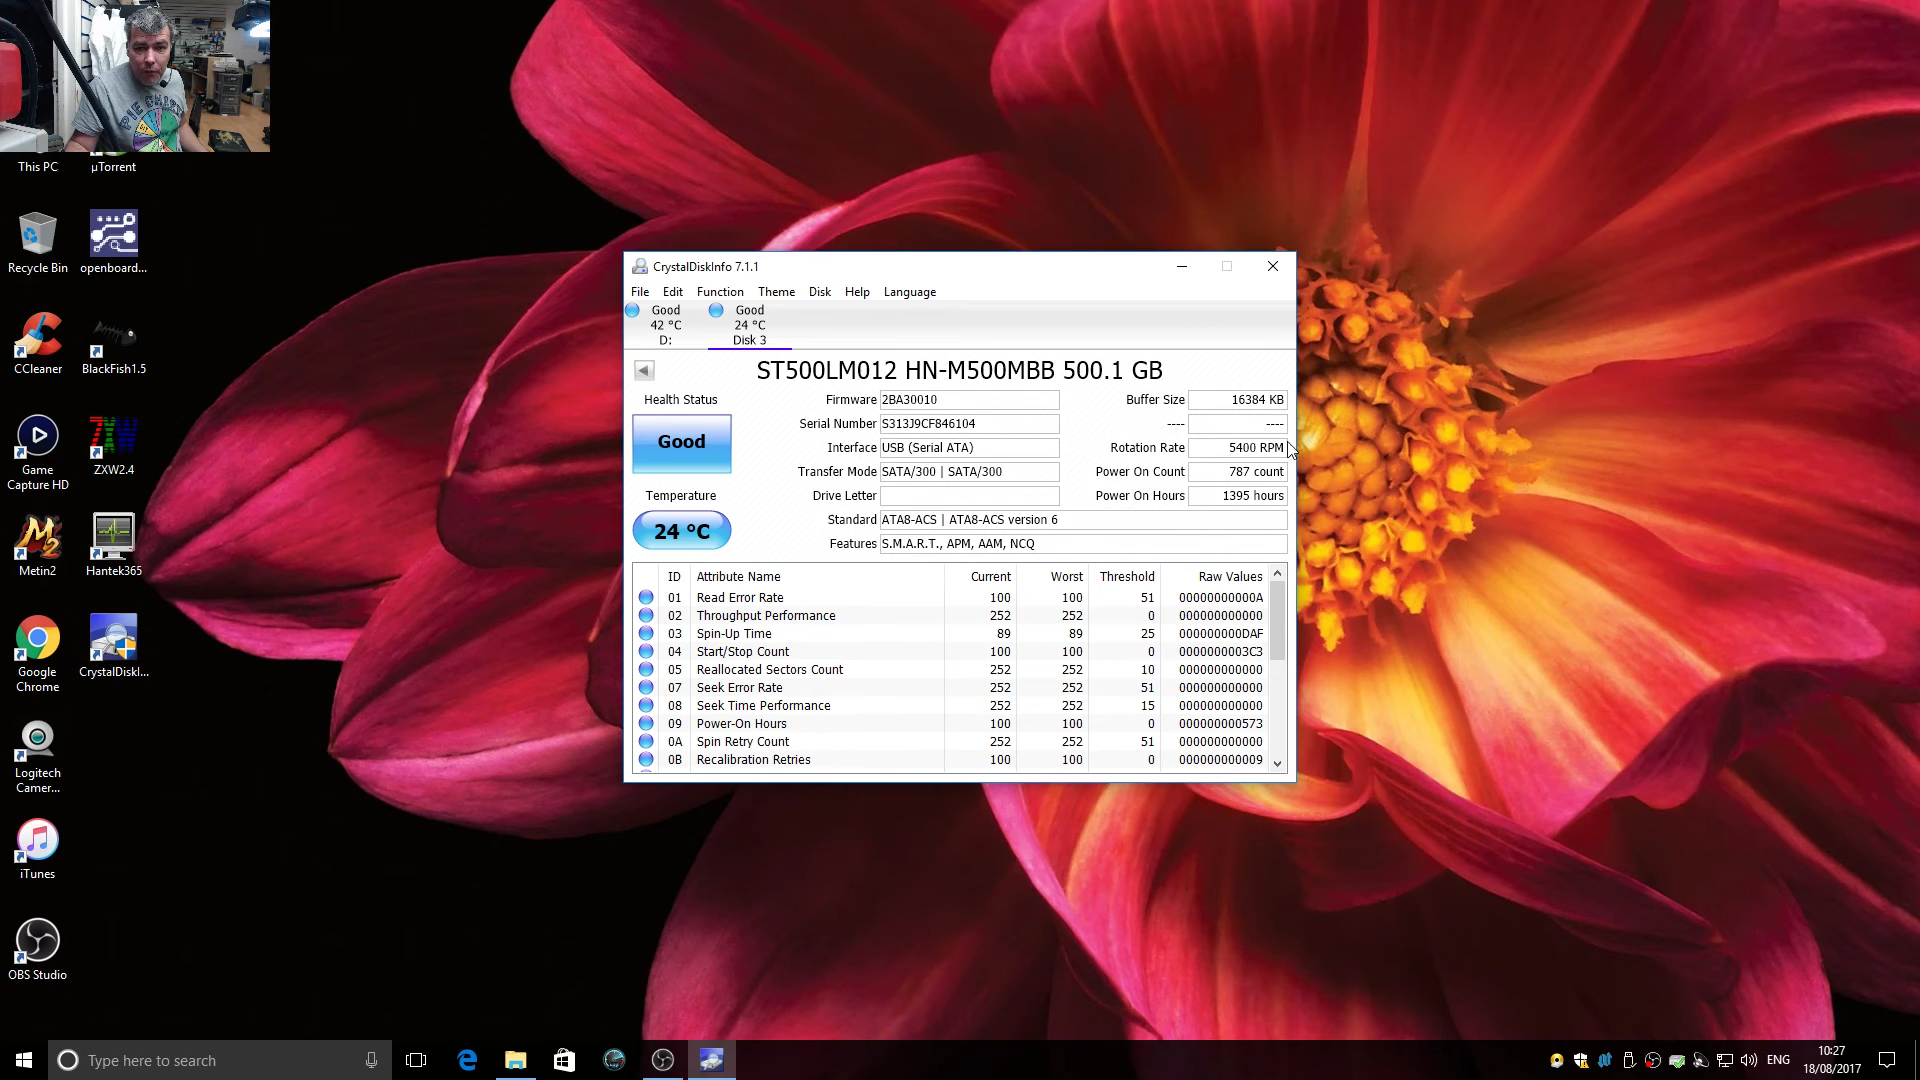 PIE CHART
This PC
µTorrent
Recycle Bin
openboard...
CCleaner
BlackFish1.5
Game
Capture HD
ZXW
ZXW2.4
Metin2
Hantek365
Google
Chrome
CrystalDiskI...
Logitech
Camer...
iTunes
OBS Studio
CrystalDiskInfo 7.1.1
File Edit Function Theme Disk Help Language
Good Good
42 °C 24 °C
D: Disk 3
ST500LM012 HN-M500MBB 500.1 GB
Health Status
Good
Temperature
24 °C
Firmware 2BA30010 Buffer Size 16384 KB
Serial Number S313J9CF846104 ---- ----
Interface USB (Serial ATA) Rotation Rate 5400 RPM
Transfer Mode SATA/300 | SATA/300 Power On Count 787 count
Drive Letter Power On Hours 1395 hours
Standard ATA8-ACS | ATA8-ACS version 6
Features S.M.A.R.T., APM, AAM, NCQ
ID Attribute Name Current Worst Threshold Raw Values
01 Read Error Rate 100 100 51 00000000000A
02 Throughput Performance 252 252 0 000000000000
03 Spin-Up Time 89 89 25 000000000DAF
04 Start/Stop Count 100 100 0 0000000003C3
05 Reallocated Sectors Count 252 252 10 000000000000
07 Seek Error Rate 252 252 51 000000000000
08 Seek Time Performance 252 252 15 000000000000
09 Power-On Hours 100 100 0 000000000573
0A Spin Retry Count 252 252 51 000000000000
0B Recalibration Retries 100 100 0 000000000009
Type here to search
ENG
10:27
18/08/2017